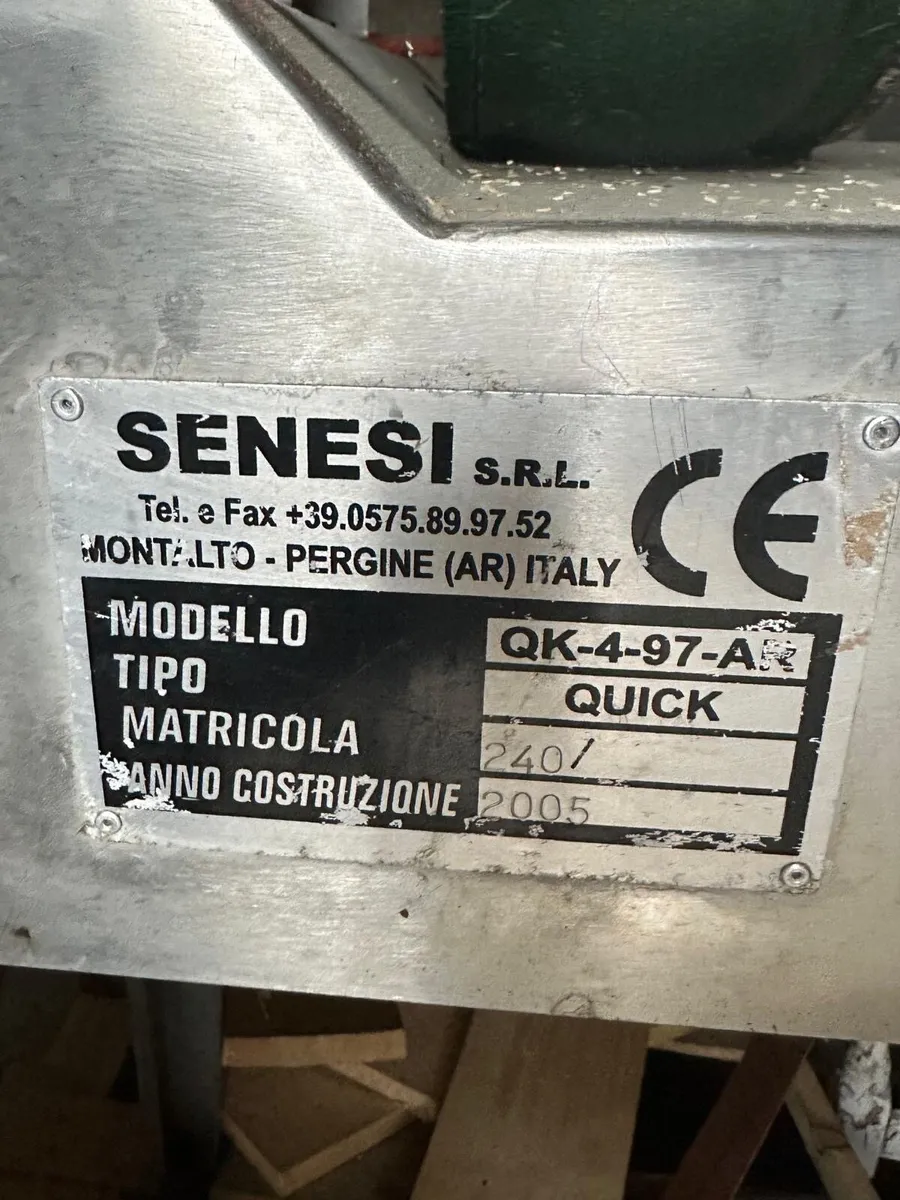 SENESI S.R.L.
Tel. e Fax +39.0575.89.97.52
MONTALTO - PERGINE (AR) ITALY
CE
MODELLO QK-4-97-AR
TIPO QUICK
MATRICOLA 240/
ANNO COSTRUZIONE 2005